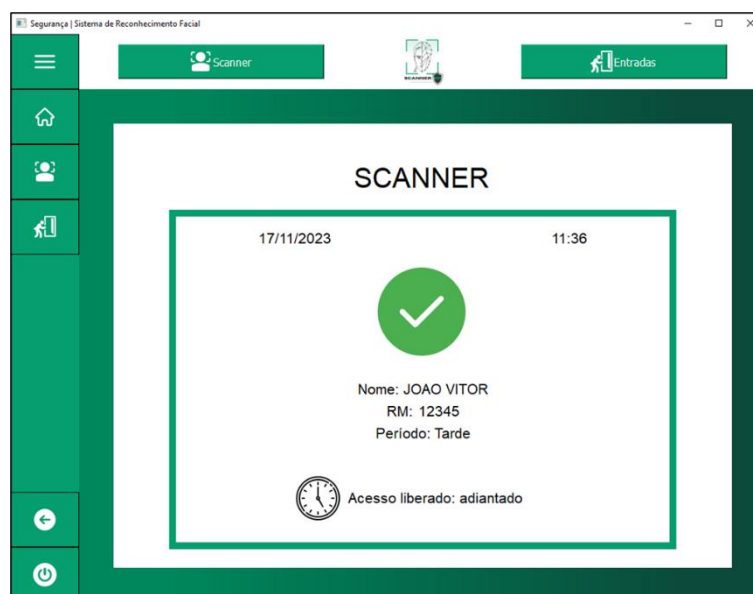 Segurança | Sistema de Reconhecimento Facial
Scanner
SCANNER
Entradas
SCANNER
17/11/2023 11:36
Nome: JOAO VITOR
RM: 12345
Período: Tarde
Acesso liberado: adiantado